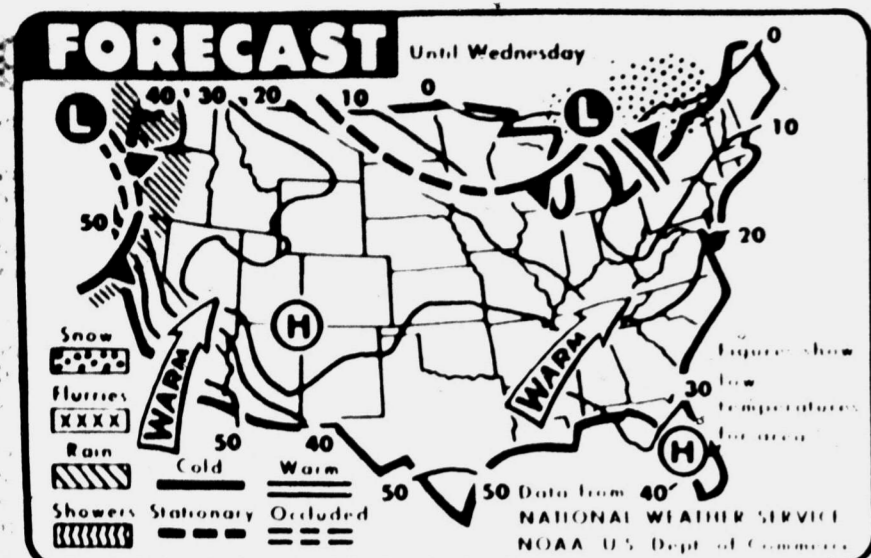 FORECAST
Until Wednesday
L 40 30 20 10 0 L 0
10
50
20
H
Snow
Flurries
XXXX
Rain
Showers
WARM
WARM
Cold
Warm
Stationary
Occluded
50 40
50 50 40
30
H
Figures show
low
temperatures
for area
Data from
NATIONAL WEATHER SERVICE
NOAA U S Dept of Commerce